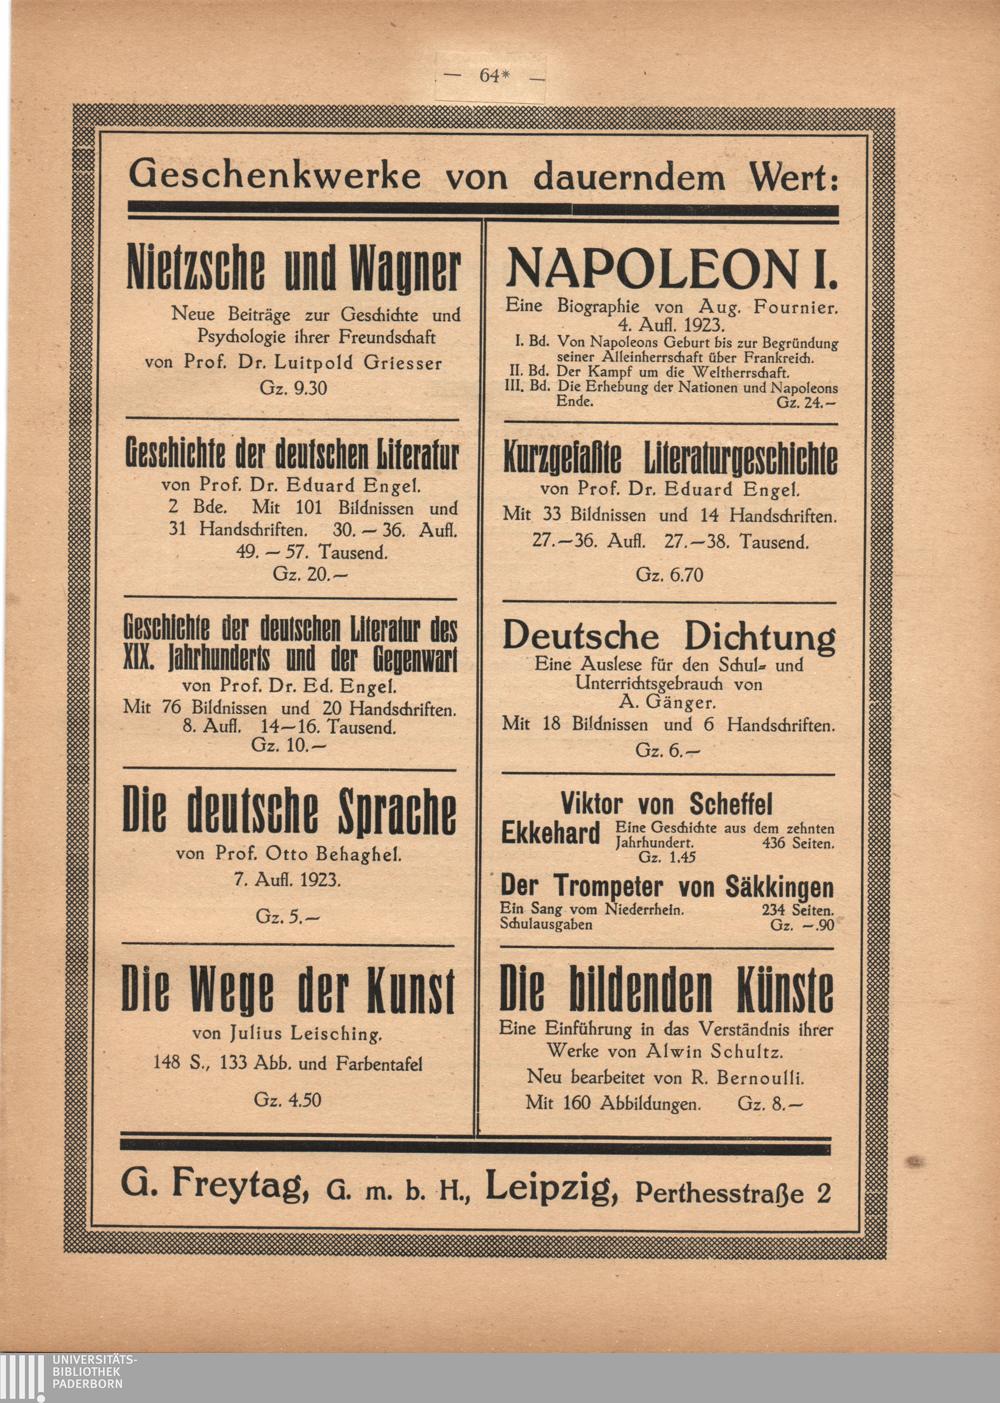 — 64* —
Geschenkwerke von dauerndem Wert:
Nietzsche und Wagner
Neue Beiträge zur Geschichte und
Psychologie ihrer Freundschaft
von Prof. Dr. Luitpold Griesser
Gz. 9.30
Geschichte der deutschen Literatur
von Prof. Dr. Eduard Engel.
2 Bde. Mit 101 Bildnissen und
31 Handschriften. 30. — 36. Aufl.
49. — 57. Tausend.
Gz. 20.—
Geschichte der deutschen Literatur des
XIX. Jahrhunderts und der Gegenwart
von Prof. Dr. Ed. Engel.
Mit 76 Bildnissen und 20 Handschriften.
8. Aufl. 14—16. Tausend.
Gz. 10.—
Die deutsche Sprache
von Prof. Otto Behaghel.
7. Aufl. 1923.
Gz. 5.—
Die Wege der Kunst
von Julius Leisching.
148 S., 133 Abb. und Farbentafel
Gz. 4.50
NAPOLEON I.
Eine Biographie von Aug. Fournier.
4. Aufl. 1923.
I. Bd. Von Napoleons Geburt bis zur Begründung
seiner Alleinherrschaft über Frankreich.
II. Bd. Der Kampf um die Weltherrschaft.
III. Bd. Die Erhebung der Nationen und Napoleons
Ende. Gz. 24.—
Kurzgefaßte Literaturgeschichte
von Prof. Dr. Eduard Engel.
Mit 33 Bildnissen und 14 Handschriften.
27.—36. Aufl. 27.—38. Tausend.
Gz. 6.70
Deutsche Dichtung
Eine Auslese für den Schul- und
Unterrichtsgebrauch von
A. Gänger.
Mit 18 Bildnissen und 6 Handschriften.
Gz. 6.—
Viktor von Scheffel
Ekkehard Eine Geschichte aus dem zehnten
Jahrhundert. 436 Seiten.
Gz. 1.45
Der Trompeter von Säkkingen
Ein Sang vom Niederrhein. 234 Seiten.
Schulausgaben Gz. —.90
Die bildenden Künste
Eine Einführung in das Verständnis ihrer
Werke von Alwin Schultz.
Neu bearbeitet von R. Bernoulli.
Mit 160 Abbildungen. Gz. 8.—
G. Freytag, G. m. b. H., Leipzig, Perthesstraße 2
UNIVERSITÄTS-
BIBLIOTHEK
PADERBORN